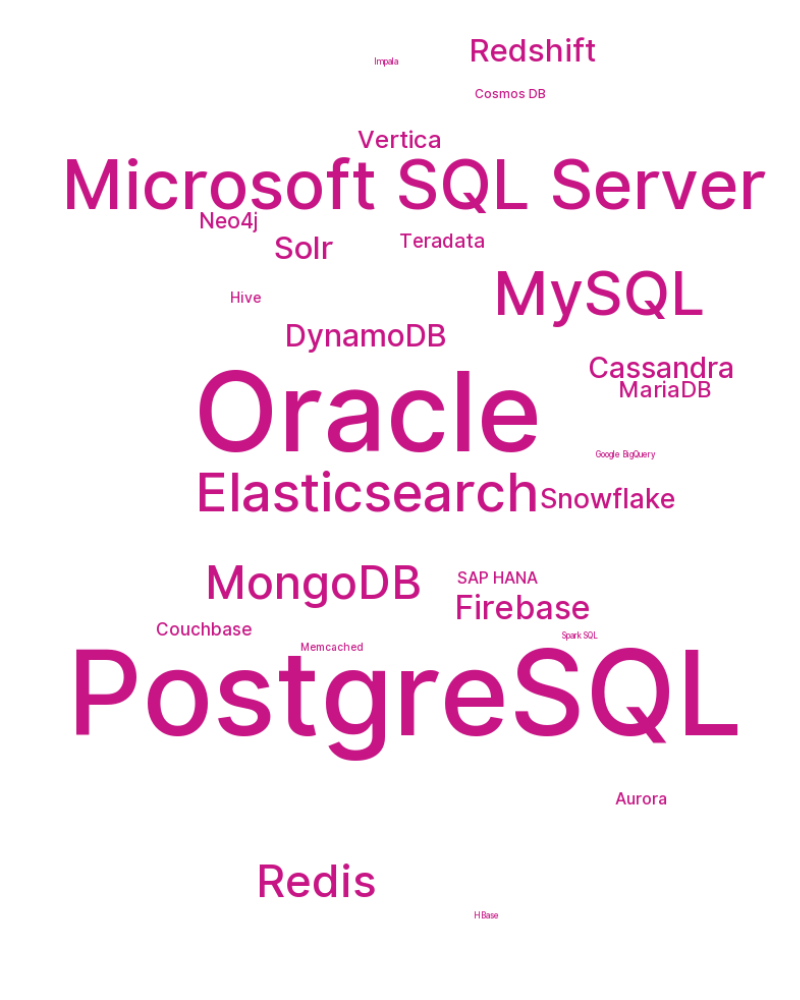 Redshift
Impala
Cosmos DB
Vertica
Microsoft SQL Server
Neo4j
Teradata
Solr
MySQL
Hive
DynamoDB
Cassandra
MariaDB
Oracle
Google BigQuery
Elasticsearch
Snowflake
SAP HANA
MongoDB
Firebase
Couchbase
Spark SQL
Memcached
PostgreSQL
Aurora
Redis
HBase